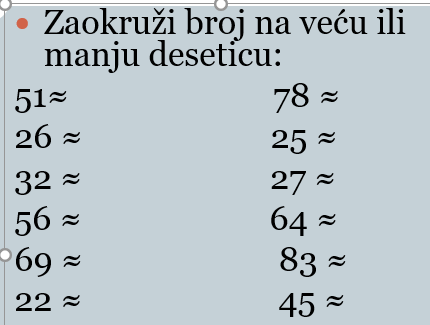 • Zaokruži broj na veću ili
manju deseticu:
51≈ 78 ≈
26 ≈ 25 ≈
32 ≈ 27 ≈
56 ≈ 64 ≈
69 ≈ 83 ≈
22 ≈ 45 ≈